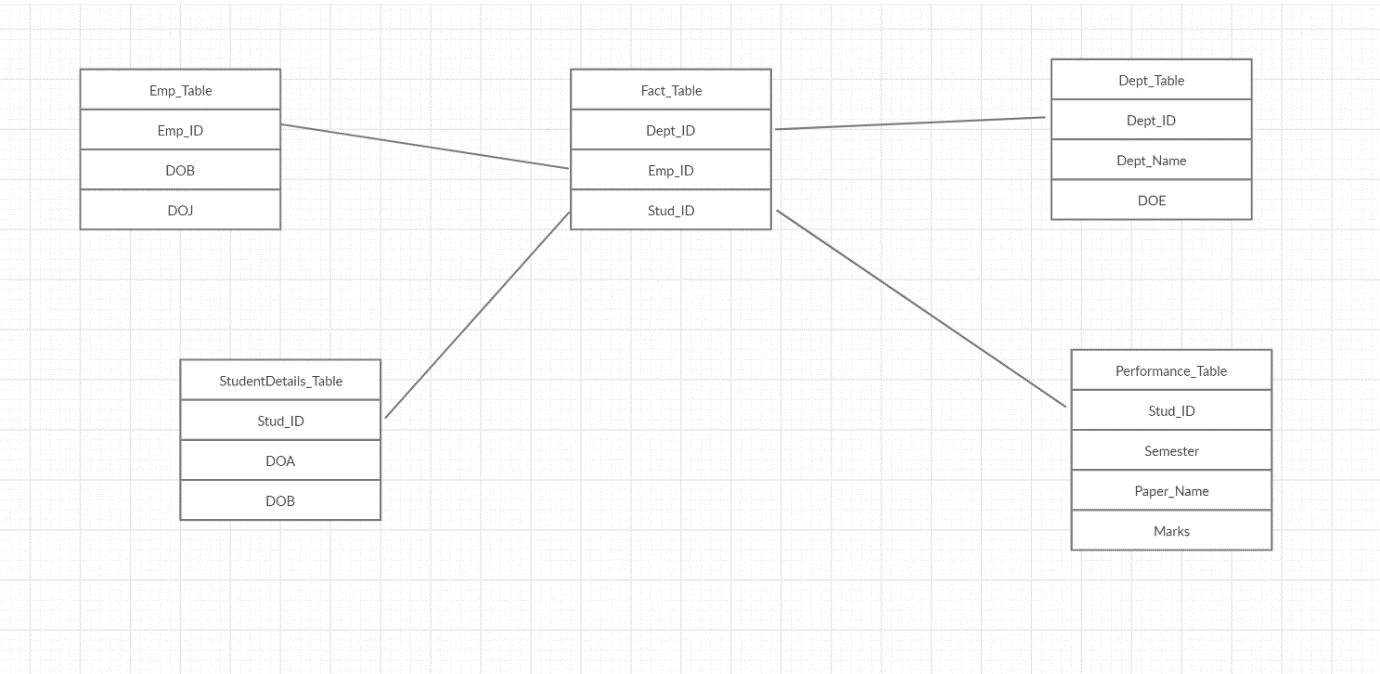 Emp_Table
Emp_ID
DOB
DOJ
Fact_Table
Dept_ID
Emp_ID
Stud_ID
Dept_Table
Dept_ID
Dept_Name
DOE
StudentDetails_Table
Stud_ID
DOA
DOB
Performance_Table
Stud_ID
Semester
Paper_Name
Marks